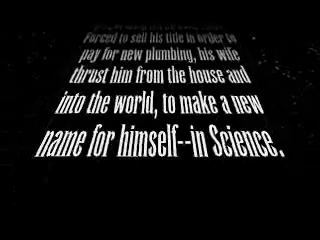 Forced to sell his title in order to
pay for new plumbing, his wife
thrust him from the house and
into the world, to make a new
name for himself--in Science.